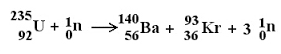 ²³⁵₉₂U + ¹₀n ⟶ ¹⁴⁰₅₆Ba + ⁹³₃₆Kr + 3 ¹₀n